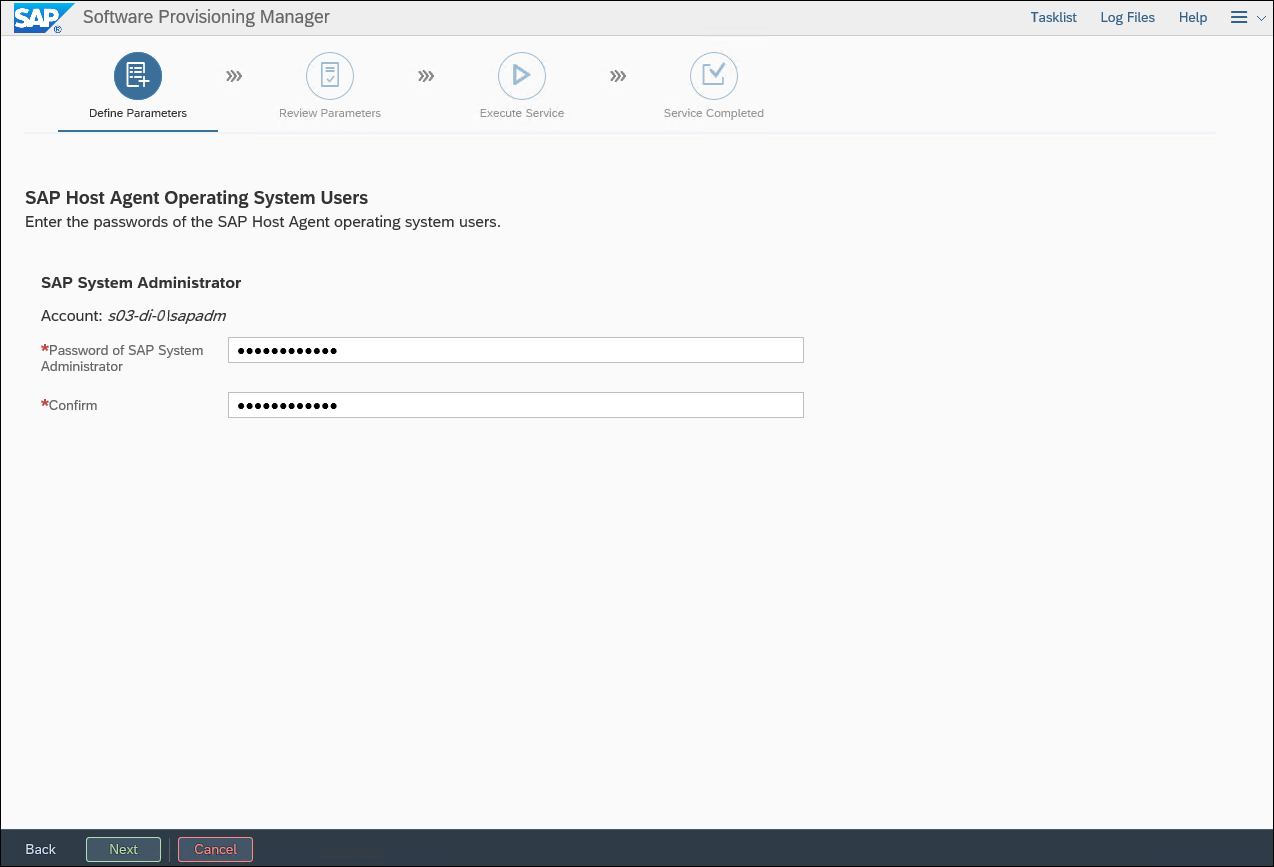 SAP ® Software Provisioning Manager Tasklist Log Files Help
Define Parameters Review Parameters Execute Service Service Completed
SAP Host Agent Operating System Users
Enter the passwords of the SAP Host Agent operating system users.
SAP System Administrator
Account: s03-di-0\sapadm
*Password of SAP System
Administrator
●●●●●●●●●●●●
*Confirm ●●●●●●●●●●●●
Back Next Cancel